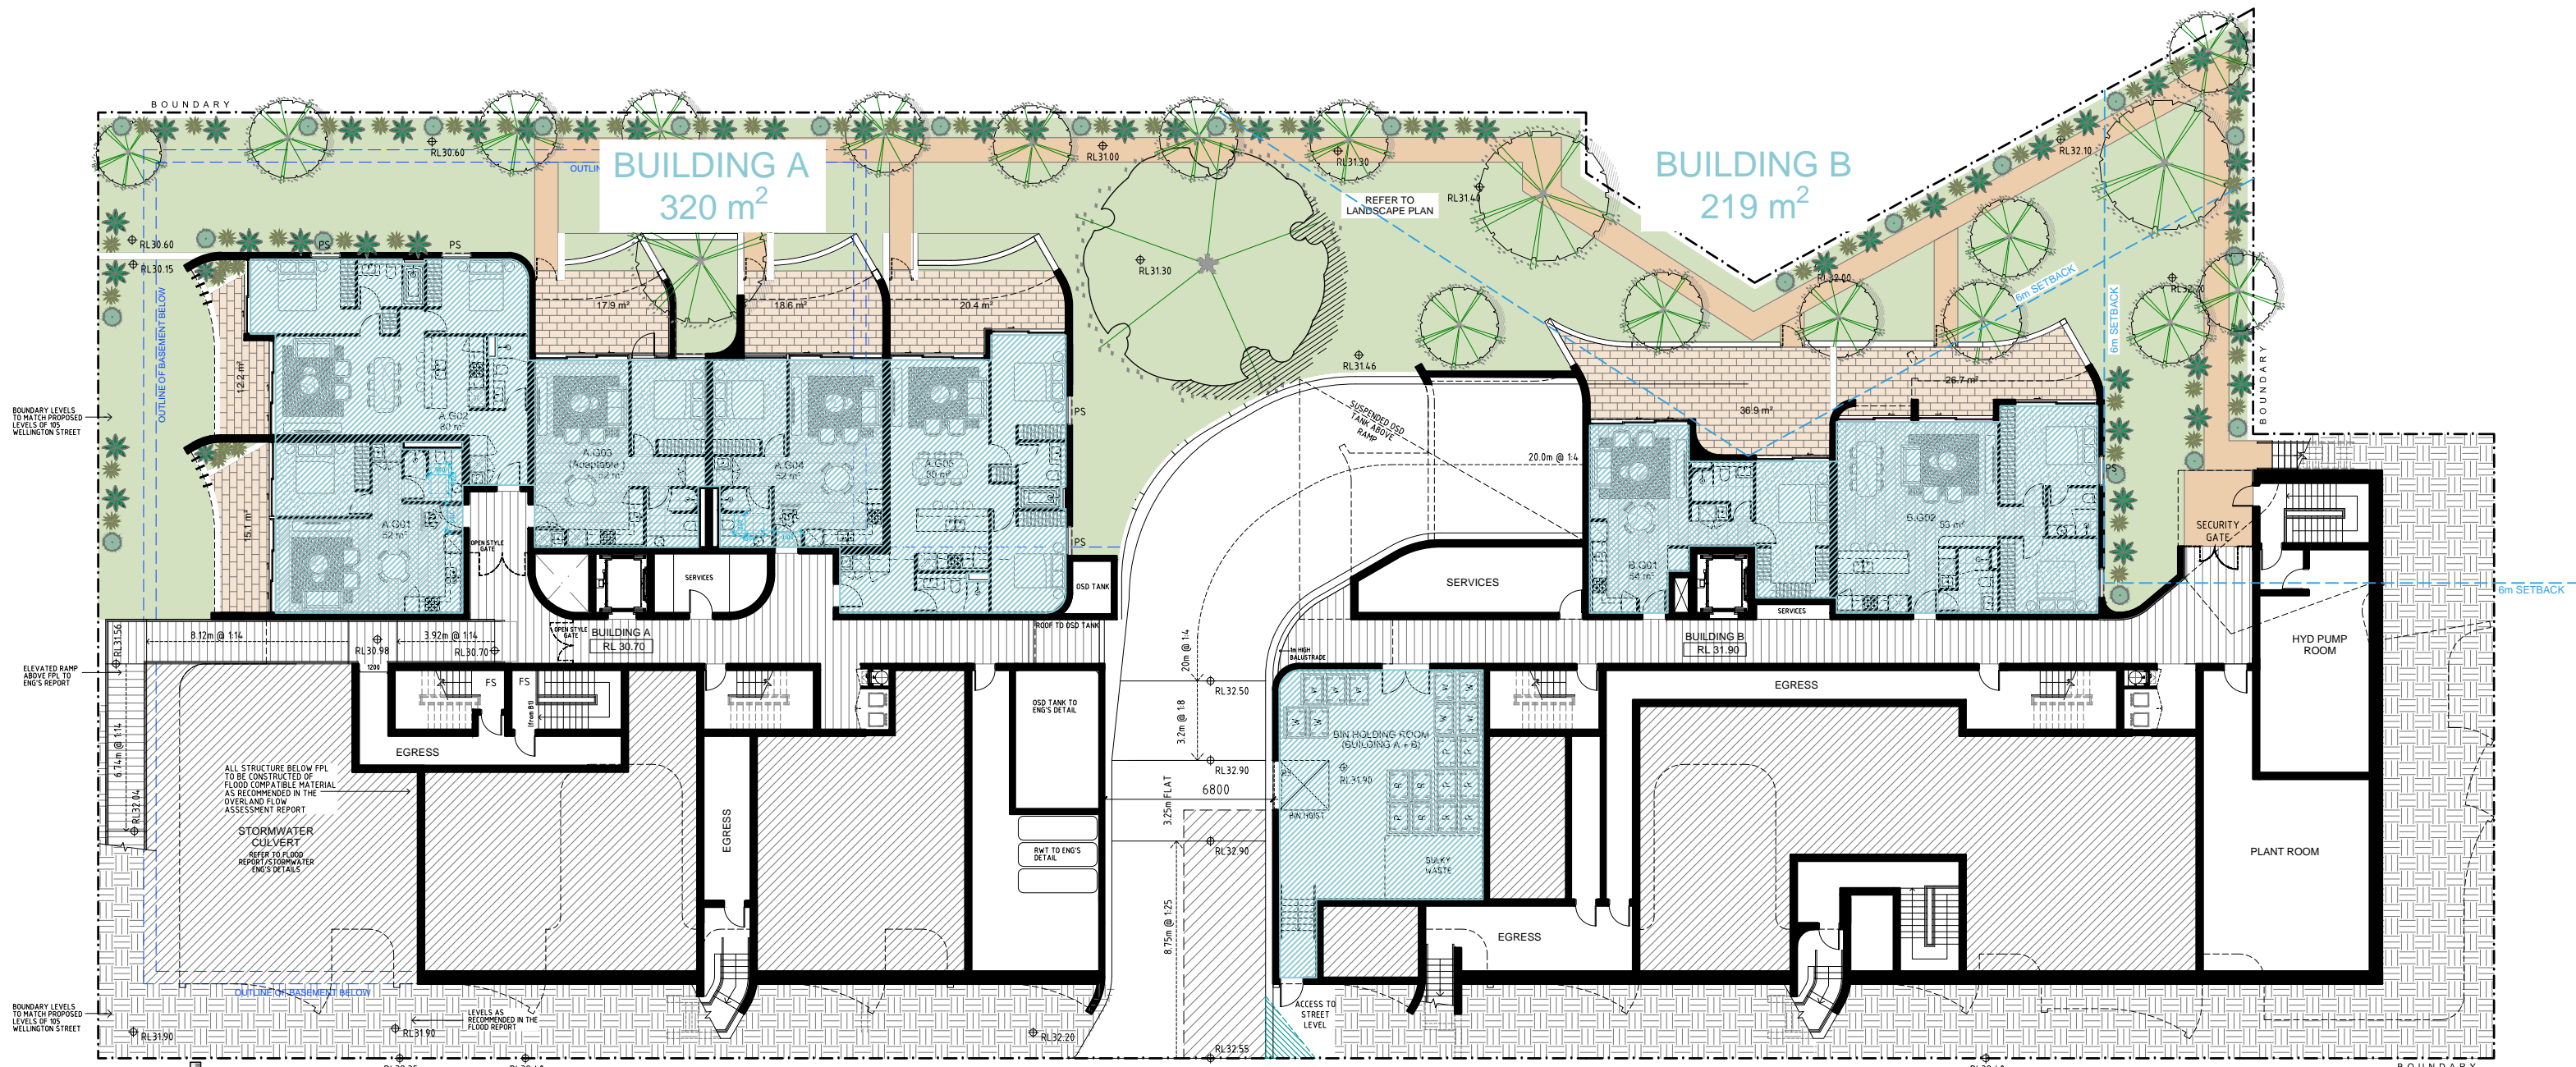 BOUNDARY
RL30.60
BUILDING A
320 m²
RL31.00
RL31.30
BUILDING B
219 m²
RL32.10
RL31.40
REFER TO
LANDSCAPE PLAN
RL30.60
PS
PS
RL30.15
RL31.30
RL32.00
6m SETBACK
6m SETBACK
17.9 m²
18.6 m²
20.4 m²
OUTLINE OF BASEMENT BELOW
RL31.46
BOUNDARY
12.2 m²
26.7 m²
36.9 m²
BOUNDARY LEVELS
TO MATCH PROPOSED
LEVELS OF 105
WELLINGTON STREET
A.G02
80 m²
PS
SUSPENDED OSD
TANK ABOVE
RAMP
20.0m @ 1:4
A.G03
(Adaptable)
A.G04
A.G05
PS
15.1 m²
A.G01
B.G02
SECURITY
GATE
OPEN STYLE
GATE
PS
SERVICES
OSD TANK
SERVICES
B.G01
6m SETBACK
SERVICES
8.12m @ 1:14
3.92m @ 1:14
OPEN STYLE
GATE
BUILDING A
RL 30.70
ROOF TO OSD TANK
BUILDING B
RL 31.90
HYD PUMP
ROOM
RL31.56
RL30.98
RL30.70
1200
20m @ 1:4
1m HIGH
BALUSTRADE
ELEVATED RAMP
ABOVE FPL TO
ENG'S REPORT
FS
FS
(from B1)
RL32.50
EGRESS
OSD TANK TO
ENG'S DETAIL
6.74m @ 1:14
3.2m @ 1:8
BIN HOLDING ROOM
(BUILDING A + B)
EGRESS
RL32.90
RL31.90
ALL STRUCTURE BELOW FPL
TO BE CONSTRUCTED OF
FLOOD COMPATIBLE MATERIAL
AS RECOMMENDED IN THE
OVERLAND FLOW
ASSESSMENT REPORT
6800
3.25m FLAT
BIN HOIST
RL32.04
STORMWATER
CULVERT
REFER TO FLOOD
REPORT/STORMWATER
ENG'S DETAILS
EGRESS
RWT TO ENG'S
DETAIL
RL32.90
BULKY
WASTE
PLANT ROOM
8.75m @ 1:25
EGRESS
OUTLINE OF BASEMENT BELOW
BOUNDARY LEVELS
TO MATCH PROPOSED
LEVELS OF 105
WELLINGTON STREET
LEVELS AS
RECOMMENDED IN THE
FLOOD REPORT
ACCESS TO
STREET
LEVEL
RL31.90
RL31.90
RL32.20
RL32.55
BOUNDARY